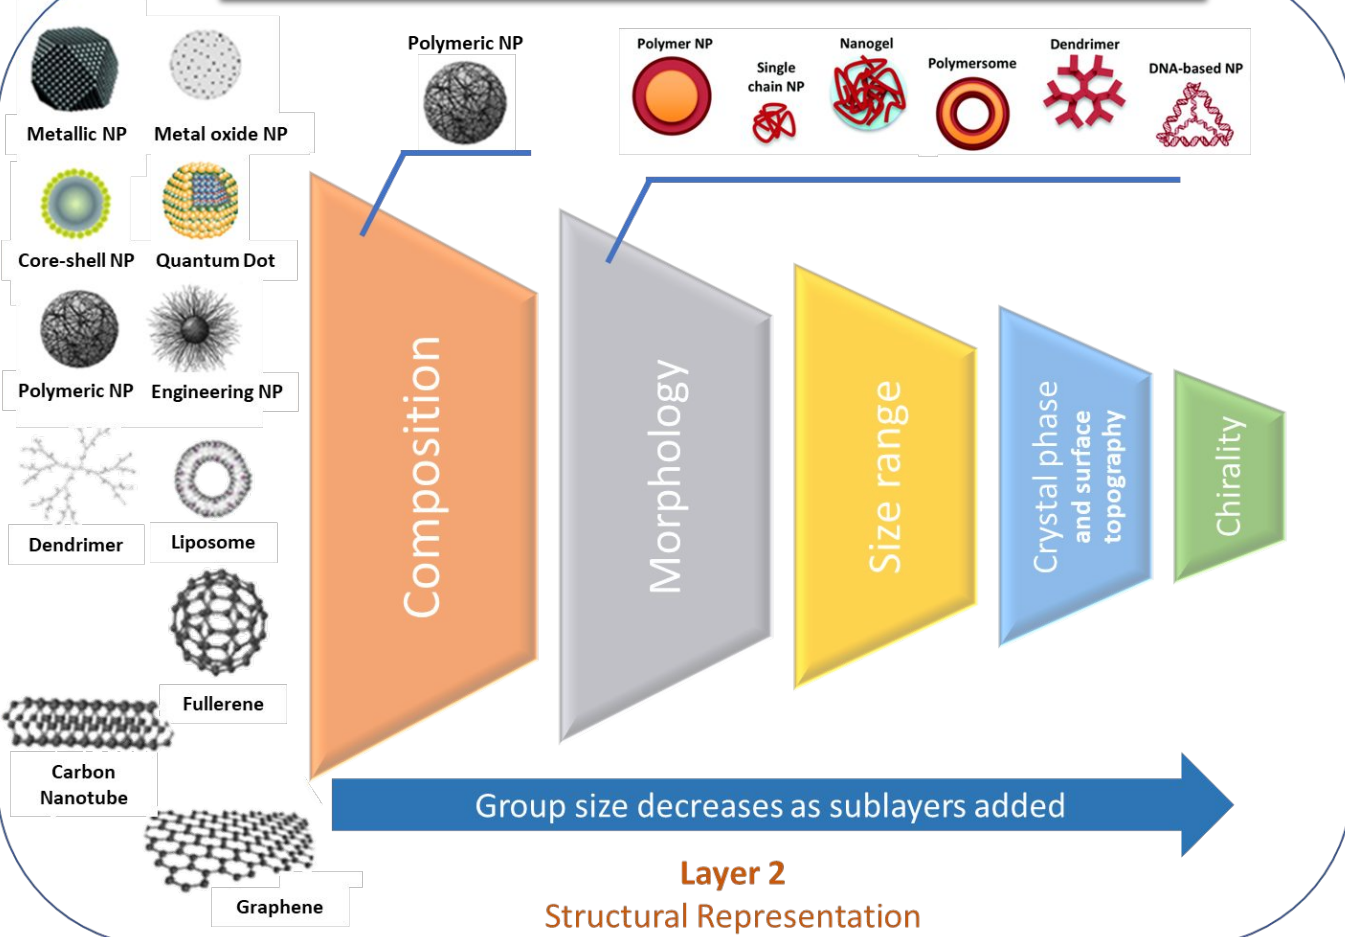 Metallic NP
Metal oxide NP
Core-shell NP
Quantum Dot
Polymeric NP
Engineering NP
Dendrimer
Liposome
Fullerene
Carbon
Nanotube
Graphene
Polymeric NP
Polymer NP
Single
chain NP
Nanogel
Polymersome
Dendrimer
DNA-based NP
Composition
Morphology
Size range
Crystal phase
and surface
topography
Chirality
Group size decreases as sublayers added
Layer 2
Structural Representation